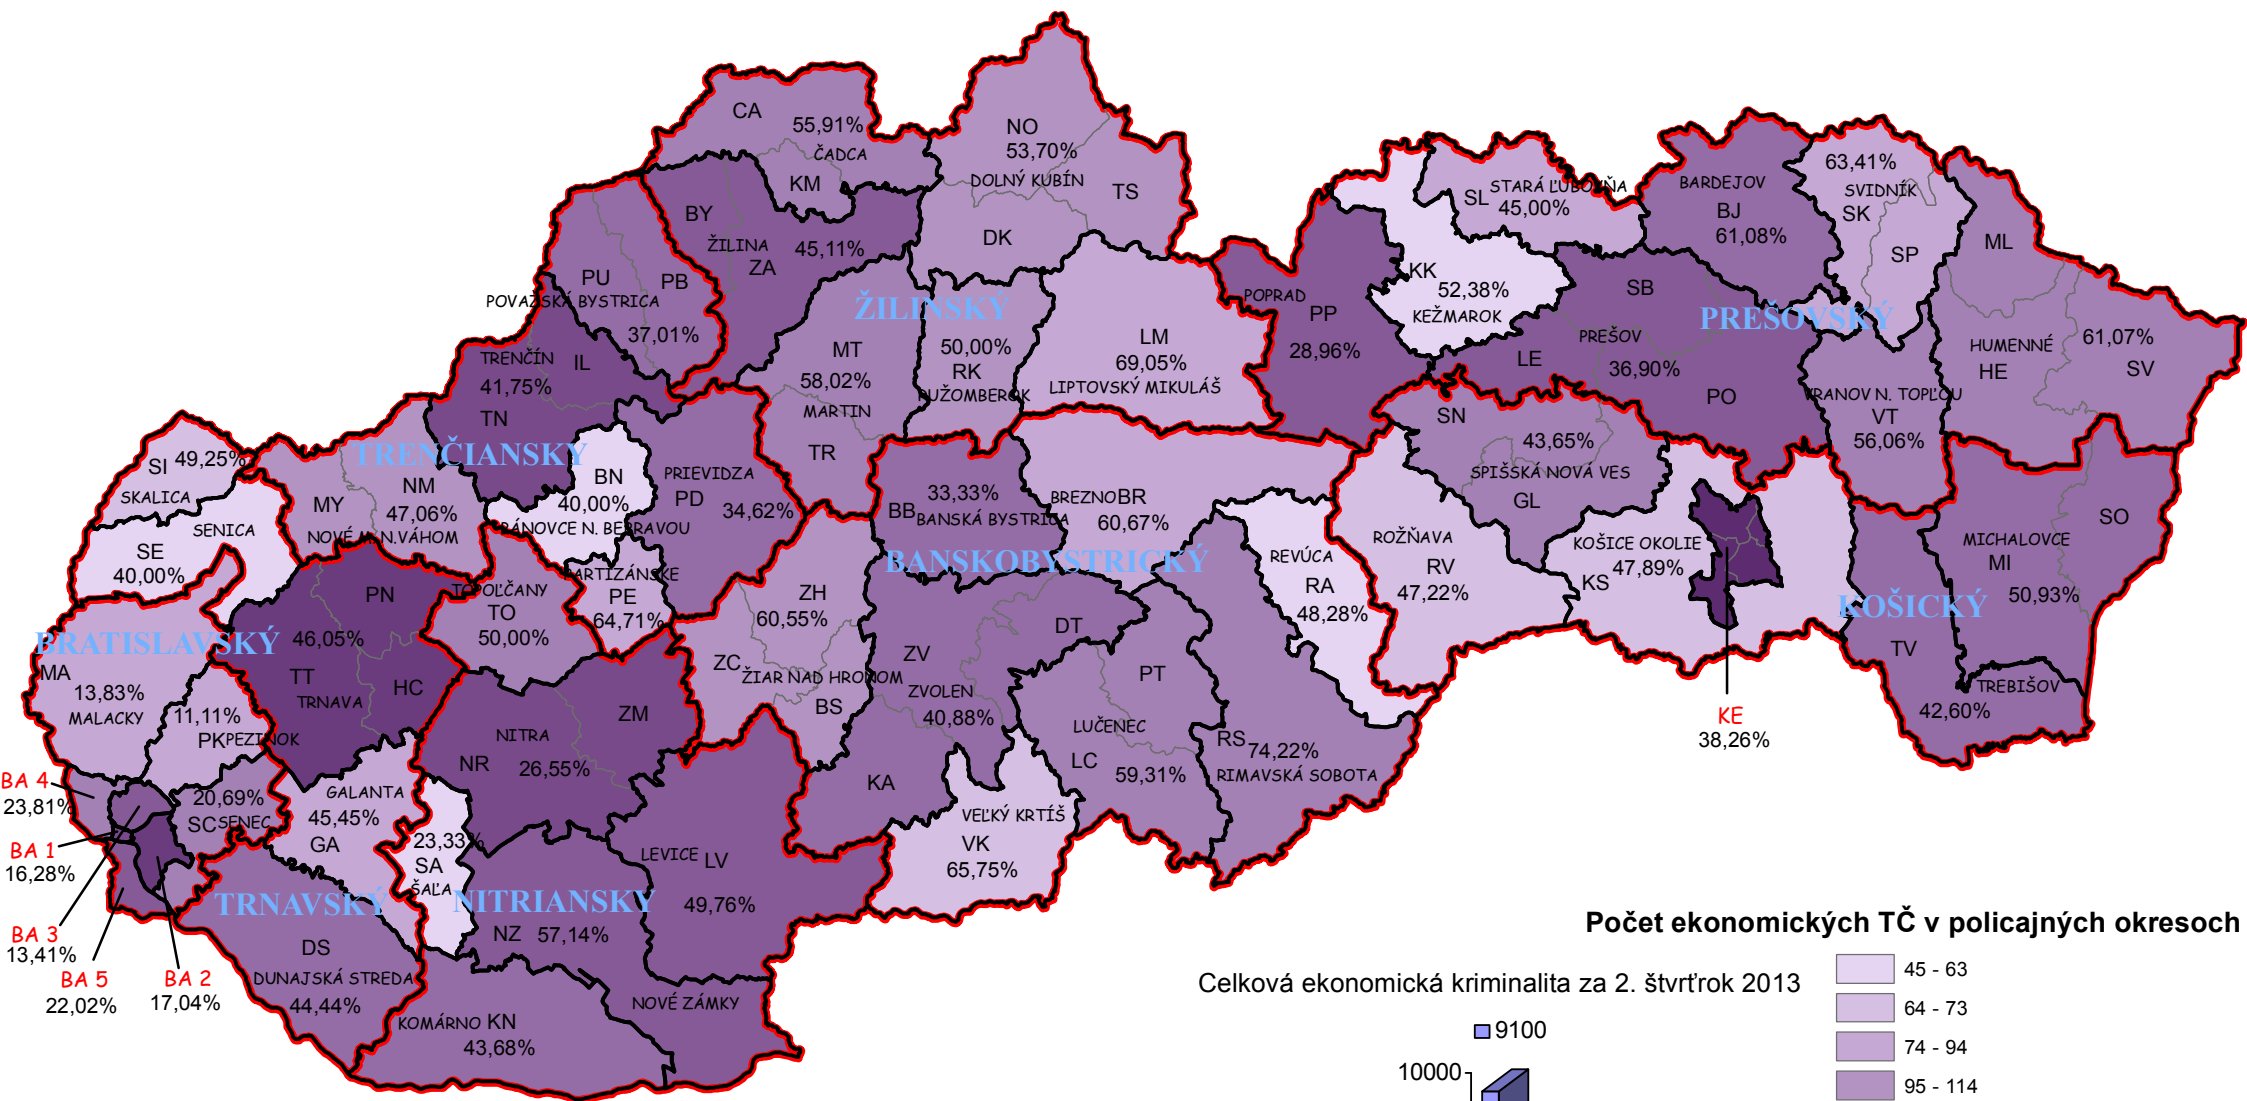 CA
55,91%
ČADCA
KM
NO
53,70%
DOLNÝ KUBÍN
TS
DK
BY
ŽILINA
ZA
45,11%
PU
PB
POVAŽSKÁ BYSTRICA
37,01%
ŽILINSKÝ
MT
58,02%
MARTIN
TR
50,00%
RK
RUŽOMBEROK
LM
69,05%
LIPTOVSKÝ MIKULÁŠ
POPRAD
PP
28,96%
KK
52,38%
KEŽMAROK
SL
STARÁ ĽUBOVŇA
45,00%
BARDEJOV
BJ
61,08%
63,41%
SVIDNÍK
SK
SP
ML
HUMENNÉ
HE
61,07%
SV
SB
PREŠOVSKÝ
PREŠOV
LE
36,90%
PO
VRANOV N. TOPĽOU
VT
56,06%
TRENČÍN
41,75%
IL
TN
TRENČIANSKY
SI
49,25%
SKALICA
SENICA
SE
40,00%
MY
NM
47,06%
NOVÉ M. N.VÁHOM
BN
40,00%
BÁNOVCE N. BEBRAVOU
PRIEVIDZA
PD
34,62%
PARTIZÁNSKE
PE
64,71%
TOPOĽČANY
TO
50,00%
33,33%
BB
BANSKÁ BYSTRICA
BREZNO BR
60,67%
BANSKOBYSTRICKÝ
REVÚCA
RA
48,28%
ROŽŇAVA
RV
47,22%
SN
43,65%
SPIŠSKÁ NOVÁ VES
GL
KOŠICE OKOLIE
47,89%
KS
KOŠICKÝ
MICHALOVCE
MI
50,93%
SO
TV
TREBIŠOV
42,60%
KE
38,26%
PN
46,05%
TT
TRNAVA
HC
BRATISLAVSKÝ
MA
13,83%
MALACKY
11,11%
PK PEZINOK
20,69%
SC SENEC
BA 4
23,81%
BA 1
16,28%
BA 3
13,41%
BA 5
22,02%
BA 2
17,04%
GALANTA
45,45%
GA
TRNAVSKÝ
DS
DUNAJSKÁ STREDA
44,44%
NITRA
NR
26,55%
ZM
23,33%
SA
ŠAĽA
NITRIANSKY
NZ
57,14%
NOVÉ ZÁMKY
KOMÁRNO KN
43,68%
LEVICE LV
49,76%
ZH
60,55%
ZC
ŽIAR NAD HRONOM
BS
ZV
ZVOLEN
40,88%
DT
KA
PT
LUČENEC
LC
59,31%
RS
74,22%
RIMAVSKÁ SOBOTA
VEĽKÝ KRTÍŠ
VK
65,75%
Počet ekonomických TČ v policajných okresoch
Celková ekonomická kriminalita za 2. štvrťrok 2013
9100
10000
45 - 63
64 - 73
74 - 94
95 - 114